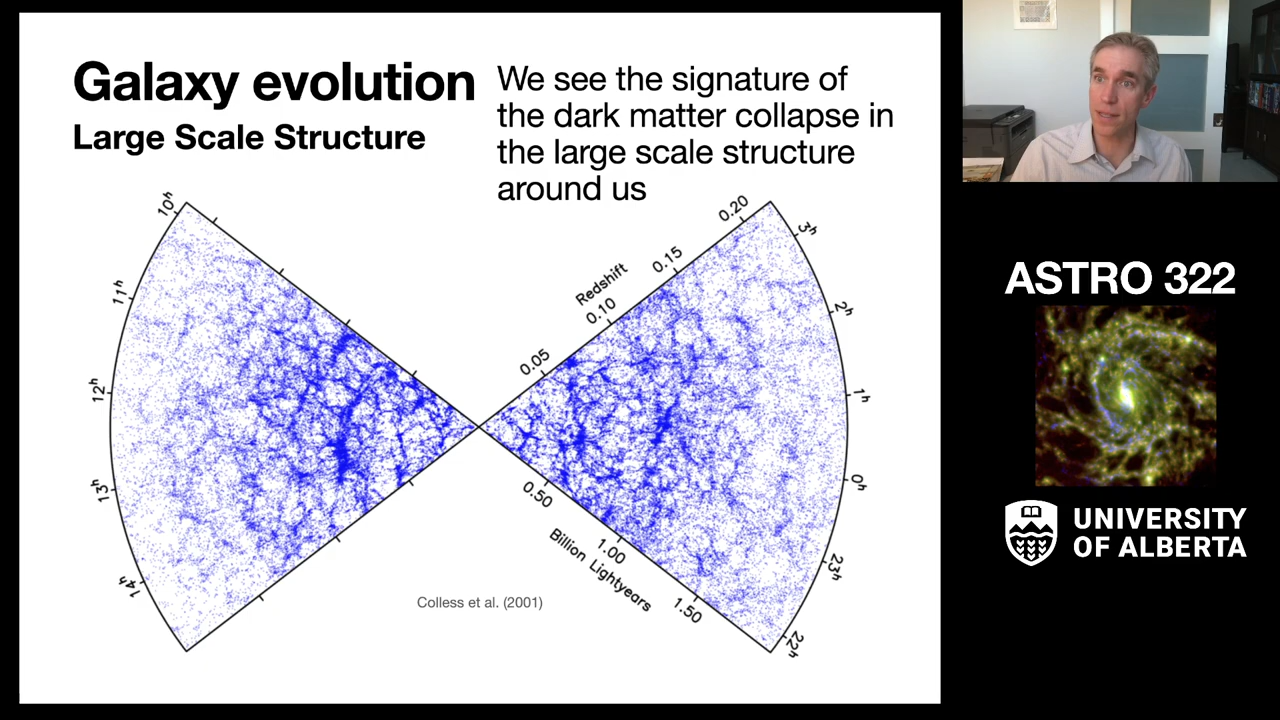 Galaxy evolution
Large Scale Structure
We see the signature of
the dark matter collapse in
the large scale structure
around us
10h
11h
12h
13h
14h
Redshift
0.05
0.10
0.15
0.20
3h
2h
1h
0h
23h
22h
0.50
1.00
1.50
Billion Lightyears
Colless et al. (2001)
ASTRO 322
UNIVERSITY
OF ALBERTA